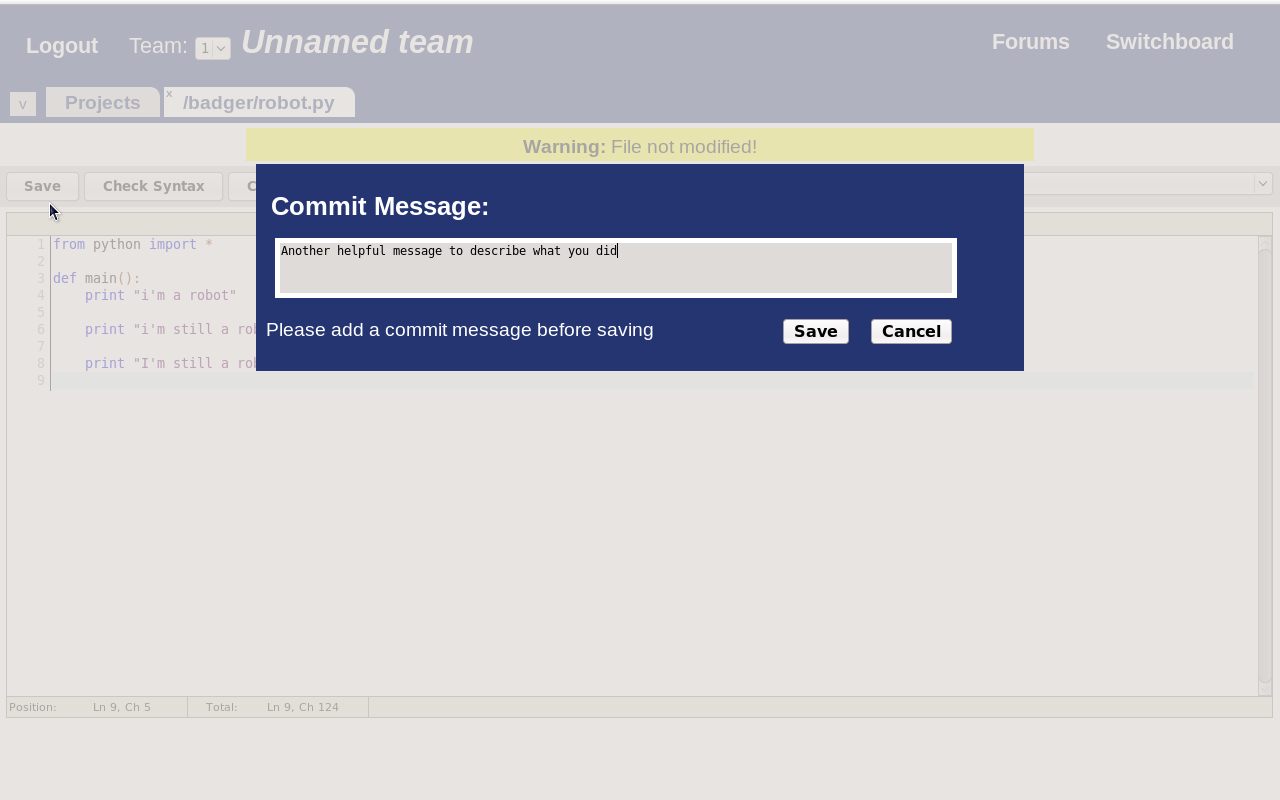 Logout Team: 1 Unnamed team Forums Switchboard
v Projects x /badger/robot.py
Warning: File not modified!
Save Check Syntax C
Commit Message:
Another helpful message to describe what you did
Please add a commit message before saving Save Cancel
1 from python import *
2
3 def main():
4 print "i'm a robot"
5
6 print "i'm still a rob
7
8 print "I'm still a rob
9
Position: Ln 9, Ch 5 Total: Ln 9, Ch 124